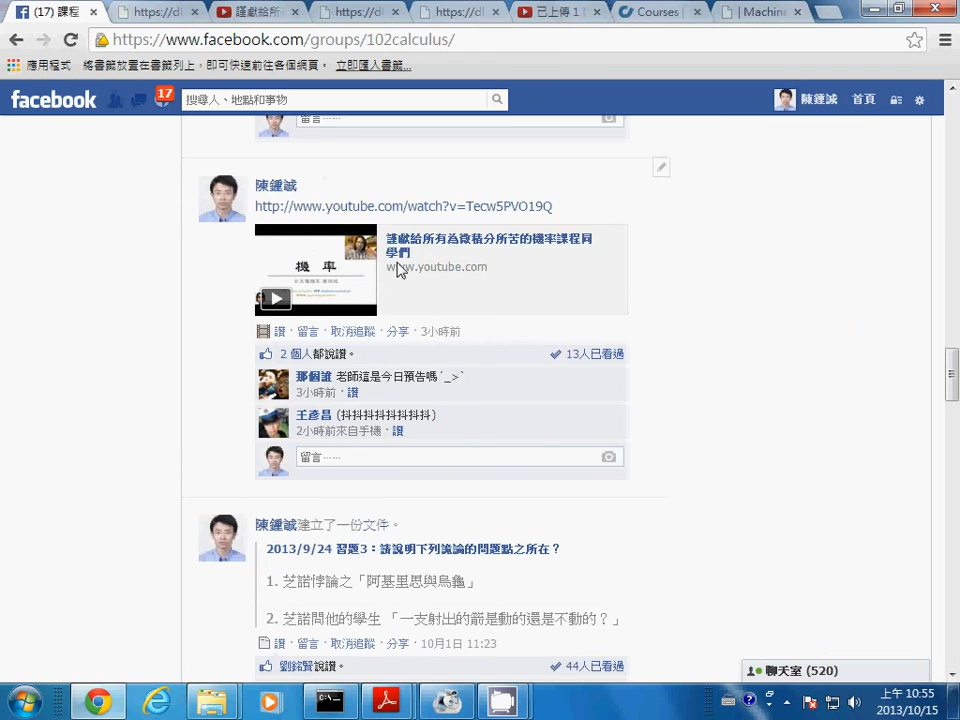 (17) 課程
https://dl
謹獻給所有
https://dl
https://dl
已上傳 1
Courses |
| Machine
https://www.facebook.com/groups/102calculus/
應用程式
將書籤放置在書籤列上，即可快速前往各個網頁。
立即匯入書籤...
facebook
17
搜尋人、地點和事物
陳鍾誠
首頁
留言......
陳鍾誠
http://www.youtube.com/watch?v=Tecw5PVO19Q
機 率
謹獻給所有為微積分所苦的機率課程同
學們
www.youtube.com
讚 · 留言 · 取消追蹤 · 分享 · 3小時前
2 個人都說讚。
13人已看過
那個誰 老師這是今日預告嗎ˊ_>ˋ
3小時前 · 讚
王彥昌 (抖抖抖抖抖抖抖抖)
2小時前來自手機 · 讚
留言......
陳鍾誠建立了一份文件。
2013/9/24 習題3：請說明下列詭論的問題點之所在？
1. 芝諾悖論之「阿基里思與烏龜」
2. 芝諾問他的學生 「一支射出的箭是動的還是不動的？」
讚 · 留言 · 取消追蹤 · 分享 · 10月1日 11:23
劉銘賢說讚。
44人已看過
聊天室 (520)
上午 10:55
2013/10/15